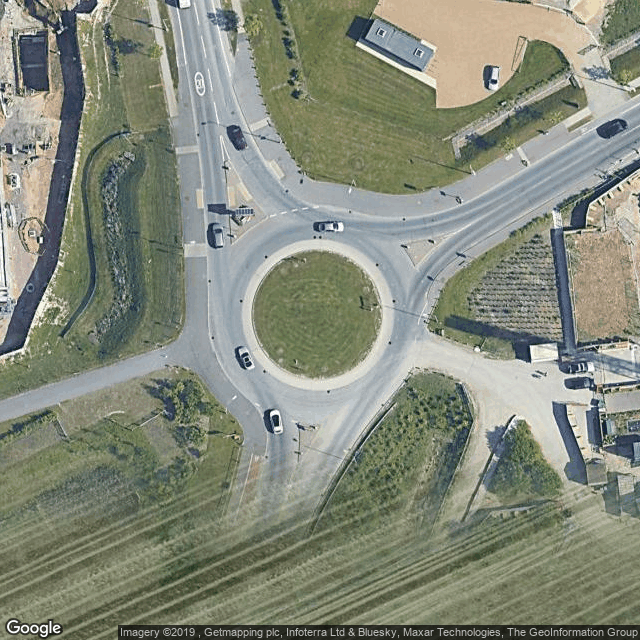 Google
Imagery ©2019 , Getmapping plc, Infoterra Ltd & Bluesky, Maxar Technologies, The GeoInformation Group